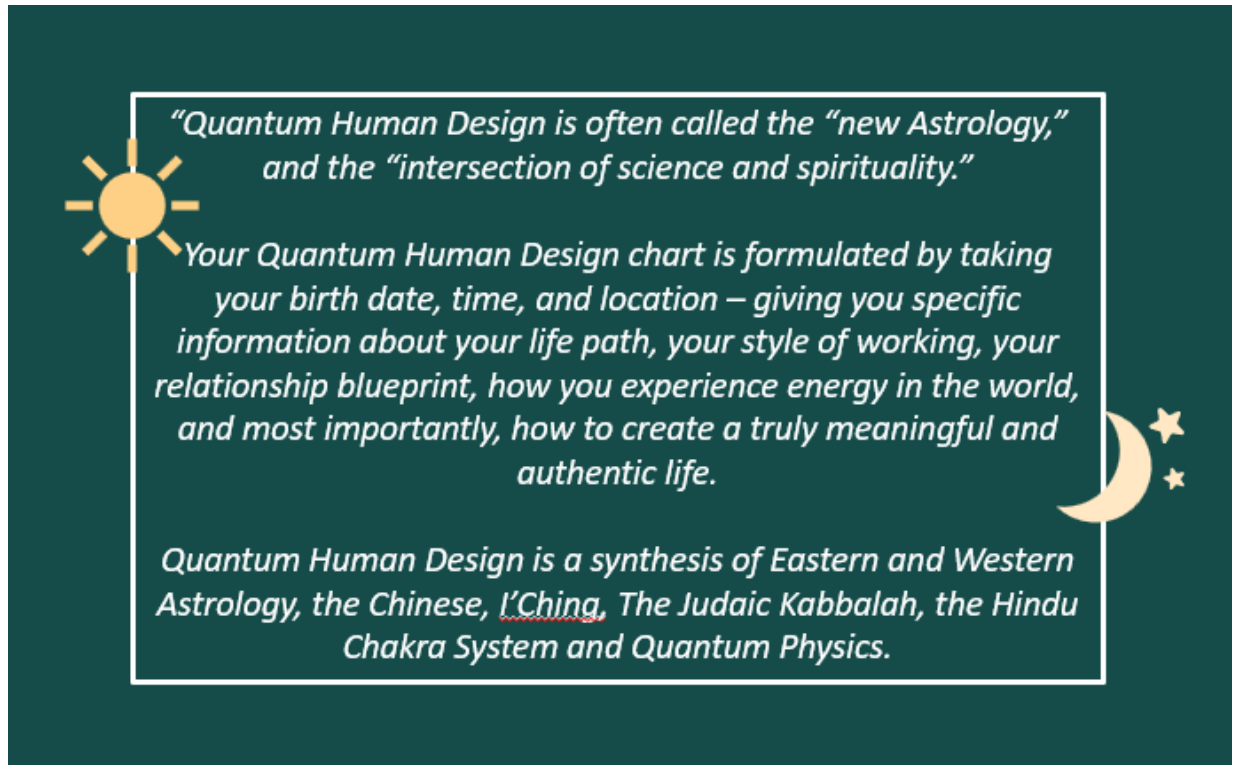 “Quantum Human Design is often called the “new Astrology,”
and the “intersection of science and spirituality.”
Your Quantum Human Design chart is formulated by taking
your birth date, time, and location – giving you specific
information about your life path, your style of working, your
relationship blueprint, how you experience energy in the world,
and most importantly, how to create a truly meaningful and
authentic life.
Quantum Human Design is a synthesis of Eastern and Western
Astrology, the Chinese, I’Ching, The Judaic Kabbalah, the Hindu
Chakra System and Quantum Physics.